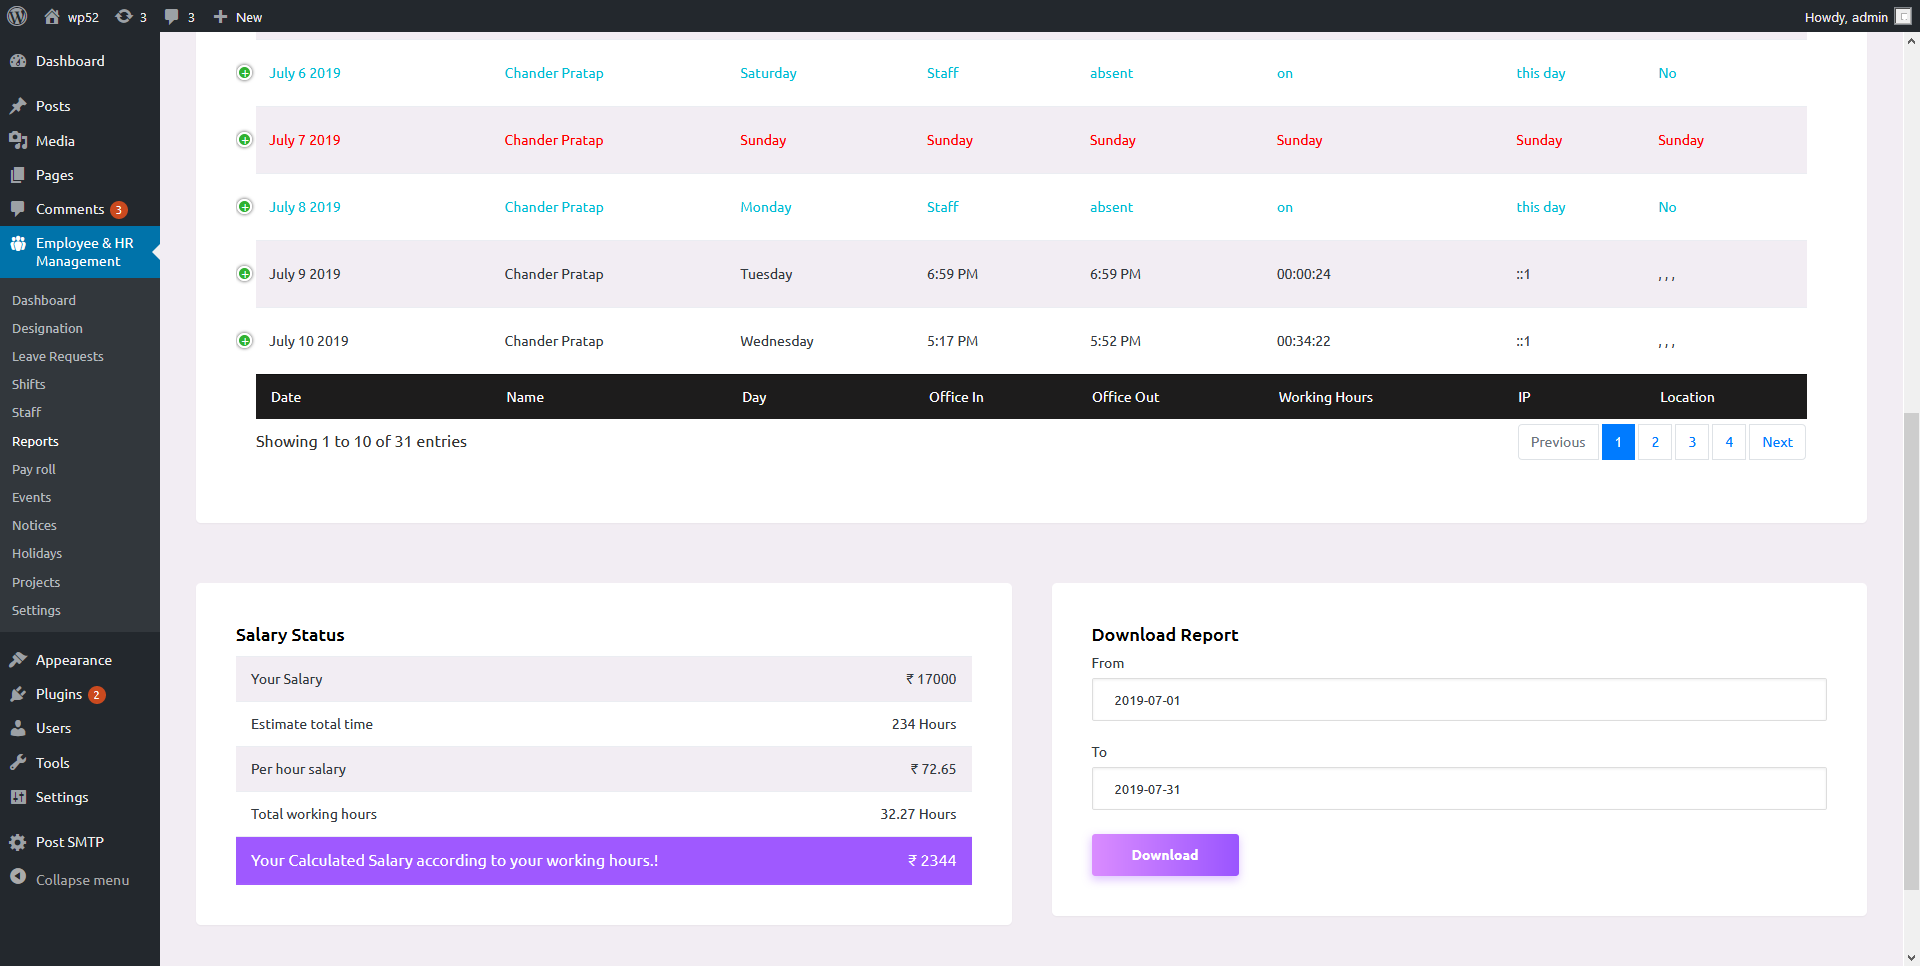 wp52 3 3 New Howdy, admin
Dashboard
Posts
Media
Pages
Comments 3
Employee & HR
Management
Dashboard
Designation
Leave Requests
Shifts
Staff
Reports
Pay roll
Events
Notices
Holidays
Projects
Settings
Appearance
Plugins 2
Users
Tools
Settings
Post SMTP
Collapse menu
July 6 2019 Chander Pratap Saturday Staff absent on this day No
July 7 2019 Chander Pratap Sunday Sunday Sunday Sunday Sunday Sunday
July 8 2019 Chander Pratap Monday Staff absent on this day No
July 9 2019 Chander Pratap Tuesday 6:59 PM 6:59 PM 00:00:24 ::1 , , ,
July 10 2019 Chander Pratap Wednesday 5:17 PM 5:52 PM 00:34:22 ::1 , , ,
Date Name Day Office In Office Out Working Hours IP Location
Showing 1 to 10 of 31 entries Previous 1 2 3 4 Next
Salary Status
Your Salary ₹ 17000
Estimate total time 234 Hours
Per hour salary ₹ 72.65
Total working hours 32.27 Hours
Your Calculated Salary according to your working hours.! ₹ 2344
Download Report
From
2019-07-01
To
2019-07-31
Download